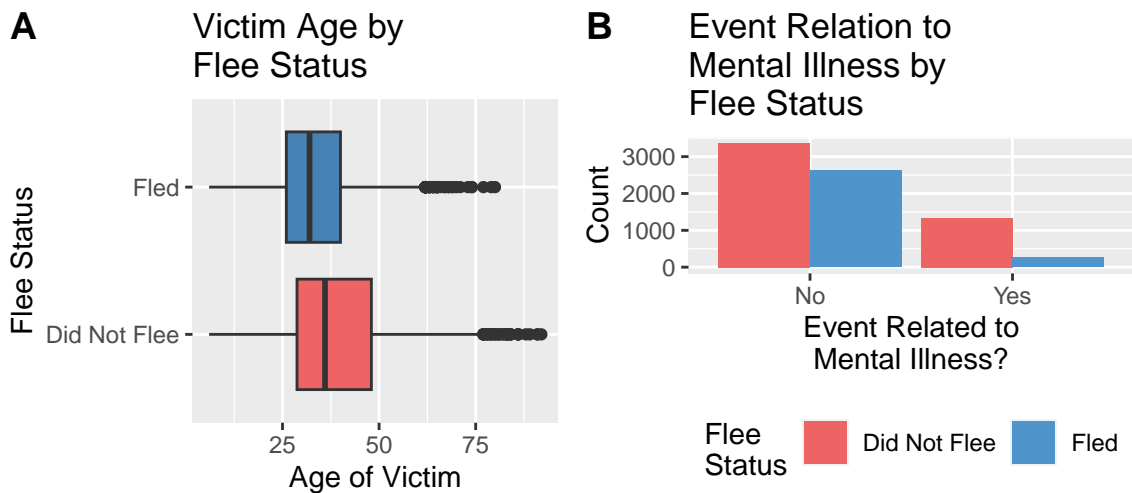 A
Victim Age by
Flee Status
Flee Status
Fled
Did Not Flee
25
50
75
Age of Victim
B
Event Relation to
Mental Illness by
Flee Status
Count
3000
2000
1000
0
No
Yes
Event Related to
Mental Illness?
Flee
Status
Did Not Flee
Fled